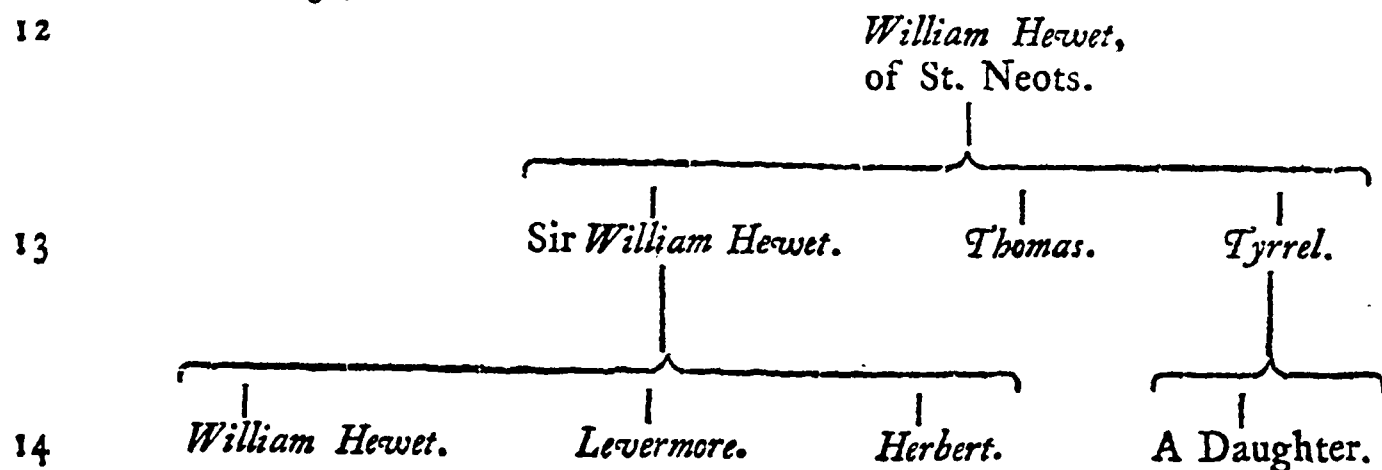 12 William Hewet,
of St. Neots.
13 Sir William Hewet. Thomas. Tyrrel.
14 William Hewet. Levermore. Herbert. A Daughter.